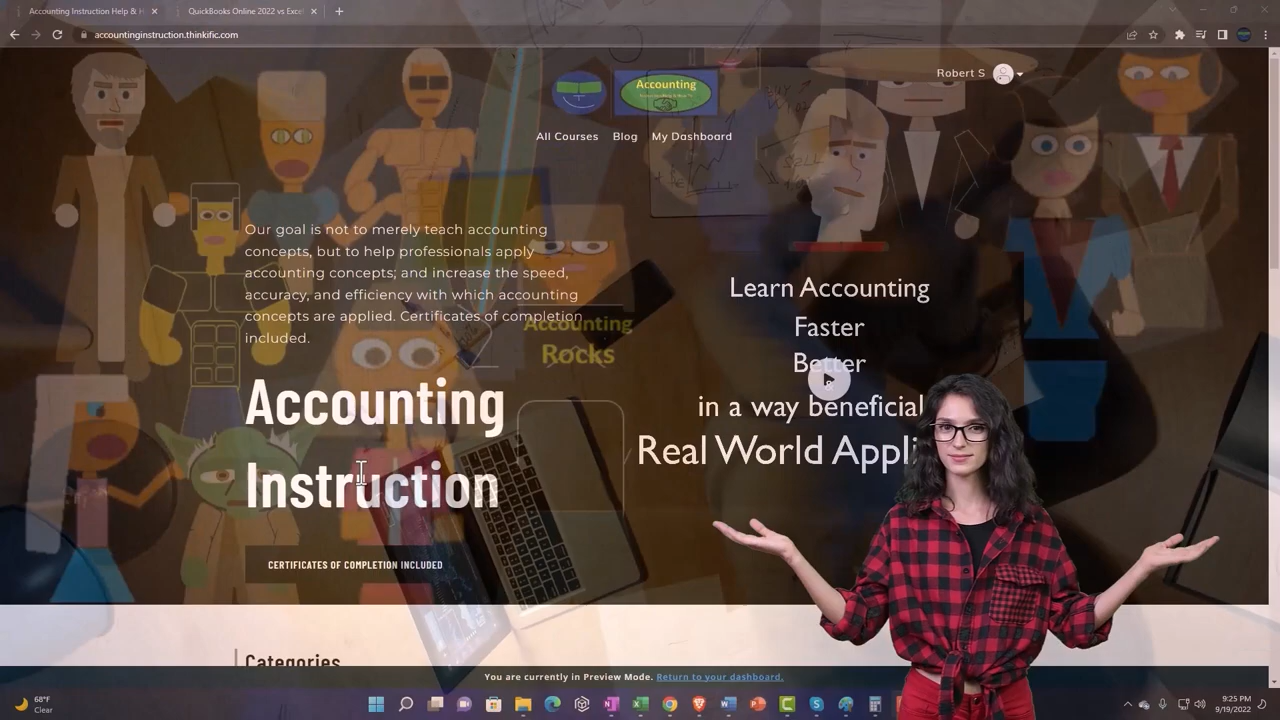 Accounting Instruction Help & H
QuickBooks Online 2022 vs Excel
accountinginstruction.thinkific.com
Robert S
Accounting
All Courses
Blog
My Dashboard
Our goal is not to merely teach accounting
concepts, but to help professionals apply
accounting concepts; and increase the speed,
accuracy, and efficiency with which accounting
concepts are applied. Certificates of completion
included.
Accounting
Instruction
CERTIFICATES OF COMPLETION INCLUDED
Accounting
Rocks
Learn Accounting
Faster
Better
&
in a way beneficial
Real World Appli
Categories
You are currently in Preview Mode. Return to your dashboard.
68°F
Clear
9:25 PM
9/19/2022